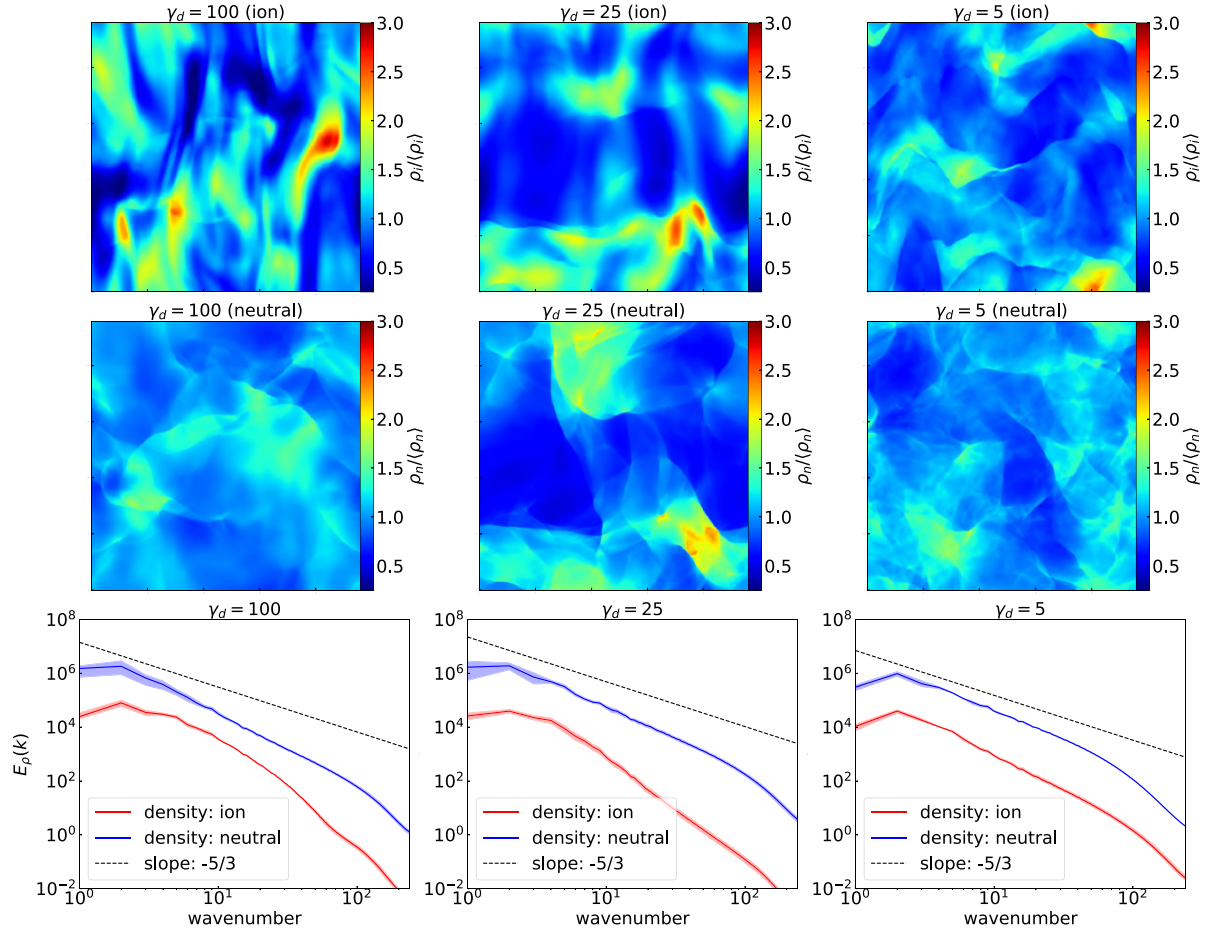 γ_d = 100 (ion)
γ_d = 25 (ion)
γ_d = 5 (ion)
3.0
2.5
2.0
1.5
1.0
0.5
ρ_i/⟨ρ_i⟩
3.0
2.5
2.0
1.5
1.0
0.5
ρ_i/⟨ρ_i⟩
3.0
2.5
2.0
1.5
1.0
0.5
ρ_i/⟨ρ_i⟩
γ_d = 100 (neutral)
γ_d = 25 (neutral)
γ_d = 5 (neutral)
3.0
2.5
2.0
1.5
1.0
0.5
ρ_n/⟨ρ_n⟩
3.0
2.5
2.0
1.5
1.0
0.5
ρ_n/⟨ρ_n⟩
3.0
2.5
2.0
1.5
1.0
0.5
ρ_n/⟨ρ_n⟩
γ_d = 100
E_ρ(k)
10^8
10^6
10^4
10^2
10^0
10^-2
density: ion
density: neutral
slope: -5/3
10^0
10^1
10^2
wavenumber
γ_d = 25
10^8
10^6
10^4
10^2
10^0
10^-2
density: ion
density: neutral
slope: -5/3
10^0
10^1
10^2
wavenumber
γ_d = 5
10^8
10^6
10^4
10^2
10^0
10^-2
density: ion
density: neutral
slope: -5/3
10^0
10^1
10^2
wavenumber